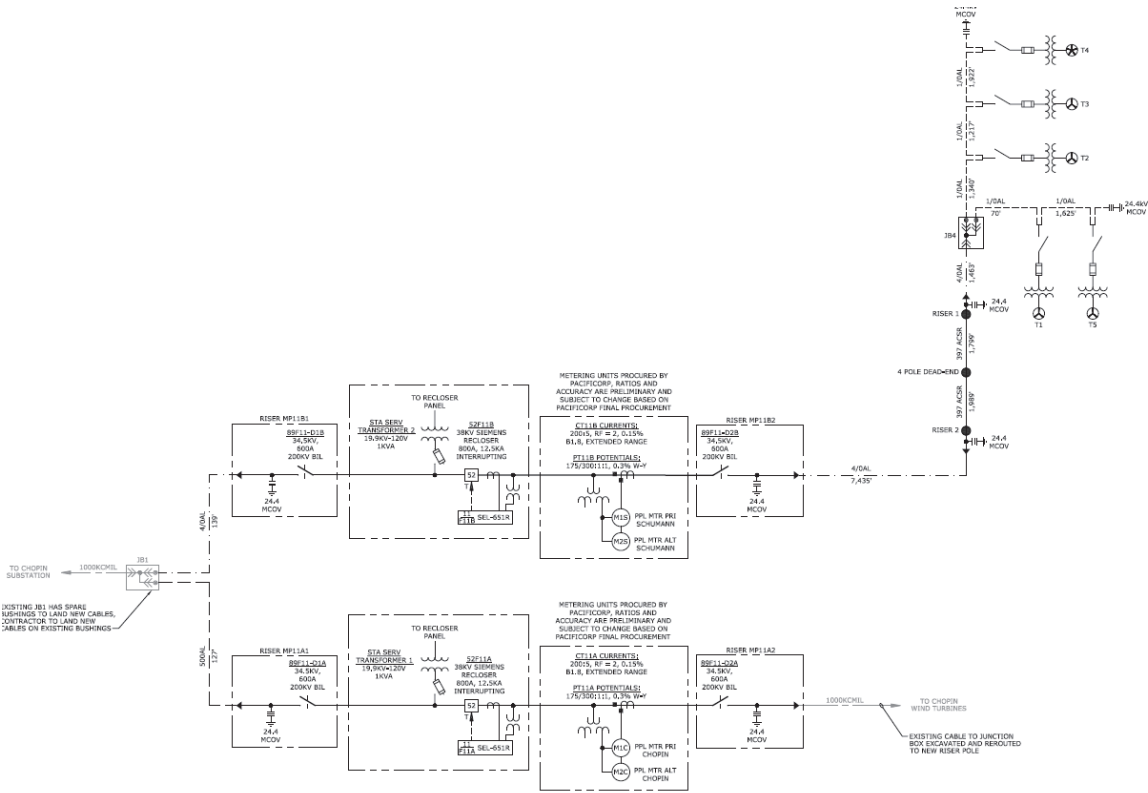 MCOV
T4
1/0AL
1,922'
T3
1/0AL
1,217'
T2
1/0AL
1,340'
1/0AL
70'
1/0AL
1,625'
24.4kV
MCOV
JB4
T1
T5
4/0AL
1,463'
24.4
MCOV
RISER 1
397 ACSR
1,799'
4 POLE DEAD-END
397 ACSR
1,989'
RISER 2
24.4
MCOV
4/0AL
7,435'
RISER MP11B1
89F11-D1B
34.5KV,
600A
200KV BIL
24.4
MCOV
TO RECLOSER
PANEL
STA SERV
TRANSFORMER 2
19.9KV-120V
1KVA
52F11B
38KV SIEMENS
RECLOSER
800A, 12.5KA
INTERRUPTING
52
T
11
F11B
SEL-651R
METERING UNITS PROCURED BY
PACIFICORP, RATIOS AND
ACCURACY ARE PRELIMINARY AND
SUBJECT TO CHANGE BASED ON
PACIFICORP FINAL PROCUREMENT
CT11B CURRENTS:
200:5, RF = 2, 0.15%
B1.8, EXTENDED RANGE
PT11B POTENTIALS:
175/300:1:1, 0.3% W-Y
M1S
PPL MTR PRI
SCHUMANN
M2S
PPL MTR ALT
SCHUMANN
RISER MP11B2
89F11-D2B
34.5KV,
600A
200KV BIL
24.4
MCOV
4/0AL
139'
TO CHOPIN
SUBSTATION
1000KCMIL
JB1
EXISTING JB1 HAS SPARE
BUSHINGS TO LAND NEW CABLES,
CONTRACTOR TO LAND NEW
CABLES ON EXISTING BUSHINGS
500AL
127'
RISER MP11A1
89F11-D1A
34.5KV,
600A
200KV BIL
24.4
MCOV
TO RECLOSER
PANEL
STA SERV
TRANSFORMER 1
19.9KV-120V
1KVA
52F11A
38KV SIEMENS
RECLOSER
800A, 12.5KA
INTERRUPTING
52
T
11
F11A
SEL-651R
METERING UNITS PROCURED BY
PACIFICORP, RATIOS AND
ACCURACY ARE PRELIMINARY AND
SUBJECT TO CHANGE BASED ON
PACIFICORP FINAL PROCUREMENT
CT11A CURRENTS:
200:5, RF = 2, 0.15%
B1.8, EXTENDED RANGE
PT11A POTENTIALS:
175/300:1:1, 0.3% W-Y
M1C
PPL MTR PRI
CHOPIN
M2C
PPL MTR ALT
CHOPIN
RISER MP11A2
89F11-D2A
34.5KV,
600A
200KV BIL
24.4
MCOV
1000KCMIL
TO CHOPIN
WIND TURBINES
EXISTING CABLE TO JUNCTION
BOX EXCAVATED AND REROUTED
TO NEW RISER POLE